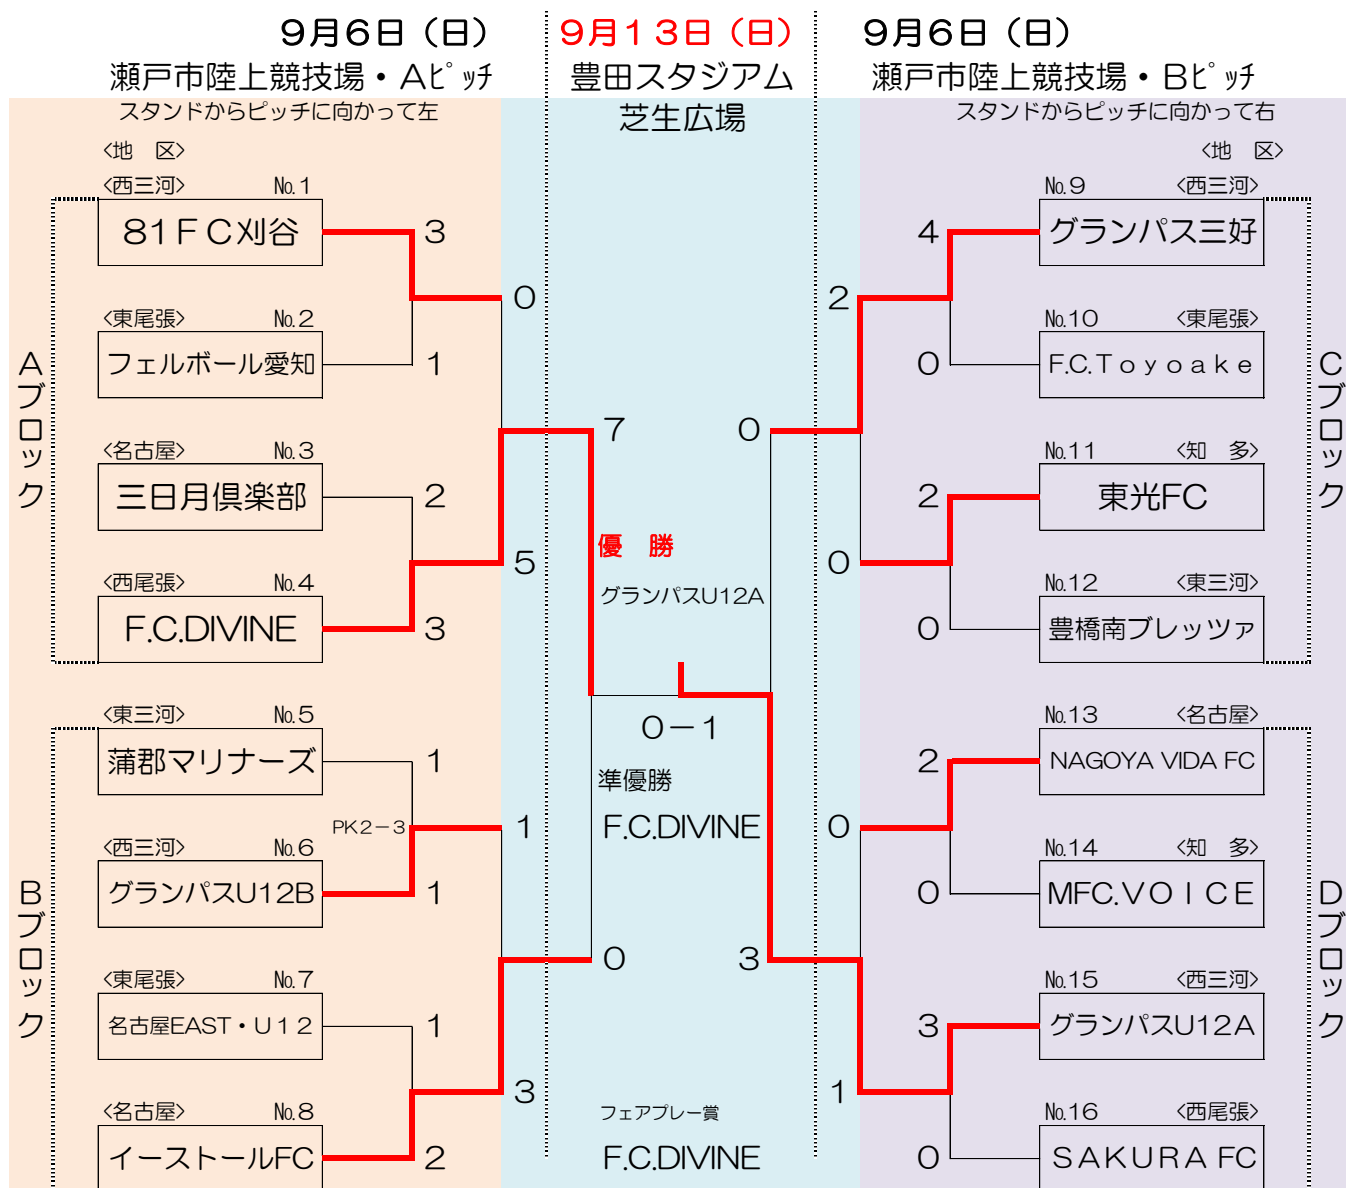 9月6日（日）
9月13日（日）
9月6日（日）
瀬戸市陸上競技場・Aピッチ
豊田スタジアム
瀬戸市陸上競技場・Bピッチ
スタンドからピッチに向かって左
芝生広場
スタンドからピッチに向かって右
<地　区>
<地　区>
Aブロック
<西三河> No.1
81FC刈谷
3
0
<東尾張> No.2
フェルボール愛知
1
7
<名古屋> No.3
三日月倶楽部
2
5
<西尾張> No.4
F.C.DIVINE
3
Bブロック
<東三河> No.5
蒲郡マリナーズ
1
PK2-3
1
<西三河> No.6
グランパスU12B
1
0
<東尾張> No.7
名古屋EAST・U12
1
3
<名古屋> No.8
イーストールFC
2
優　勝
グランパスU12A
0-1
準優勝
F.C.DIVINE
フェアプレー賞
F.C.DIVINE
Cブロック
No.9 <西三河>
グランパス三好
4
2
No.10 <東尾張>
F.C.Toyoake
0
0
No.11 <知　多>
東光FC
2
0
No.12 <東三河>
豊橋南ブレッツァ
0
Dブロック
No.13 <名古屋>
NAGOYA VIDA FC
2
0
No.14 <知　多>
MFC.VOICE
0
3
No.15 <西三河>
グランパスU12A
3
1
No.16 <西尾張>
SAKURA FC
0